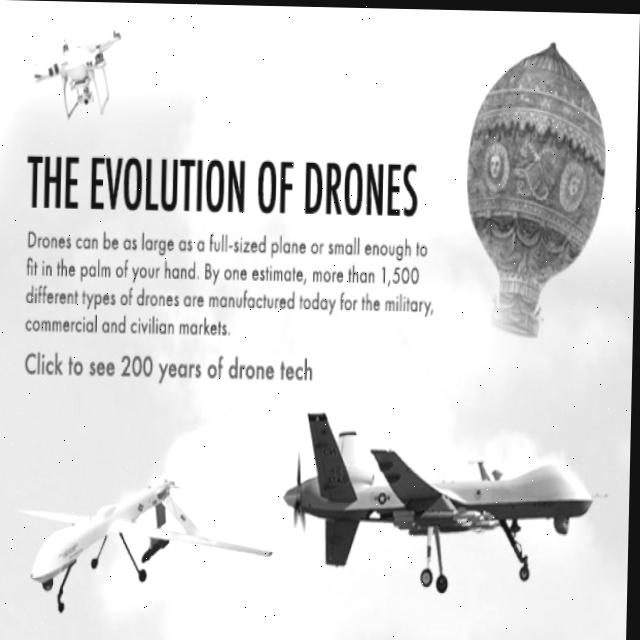 THE EVOLUTION OF DRONES
Drones can be as large as a full-sized plane or small enough to
fit in the palm of your hand. By one estimate, more than 1,500
different types of drones are manufactured today for the military,
commercial and civilian markets.
Click to see 200 years of drone tech